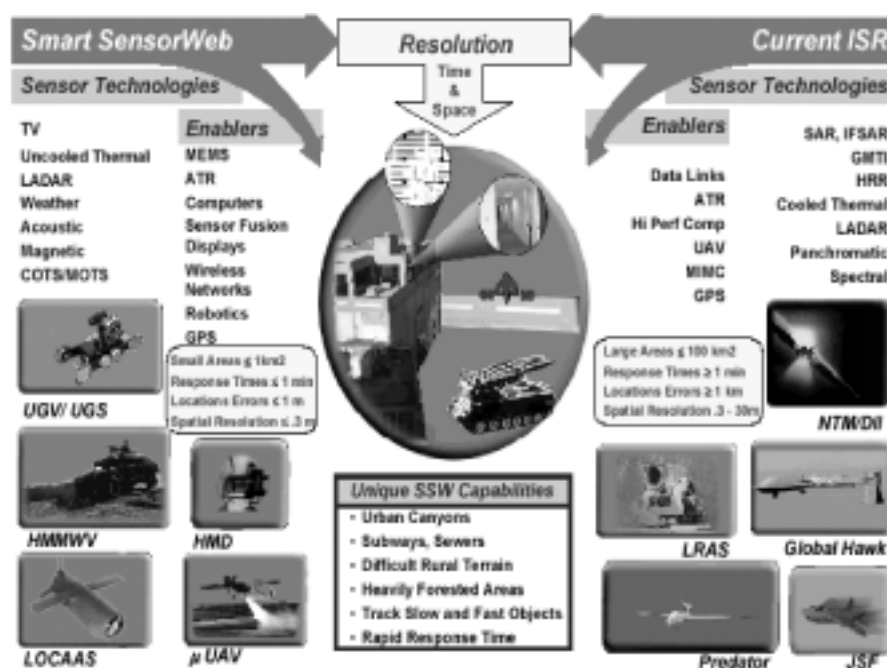 Smart SensorWeb
Resolution
Current ISR
Sensor Technologies
Time
&
Space
Sensor Technologies
TV
Uncooled Thermal
LADAR
Weather
Acoustic
Magnetic
COTS/MOTS
Enablers
MEMS
ATR
Computers
Sensor Fusion
Displays
Wireless
Networks
Robotics
GPS
Enablers
Data Links
ATR
Hi Perf Comp
UAV
MIMC
GPS
SAR, IFSAR
GMTI
HRR
Cooled Thermal
LADAR
Panchromatic
Spectral
Small Areas ≤ 1km2
Response Times ≤ 1 min
Locations Errors ≤ 1 m
Spatial Resolution ≤ .3 m
Large Areas ≤ 100 km2
Response Times ≥ 1 min
Locations Errors ≥ 1 km
Spatial Resolution .3 - 30m
UGV/ UGS
NTM/DII
HMMWV
HMD
LRAS
Global Hawk
LOCAAS
µ UAV
Predator
JSF
Unique SSW Capabilities
• Urban Canyons
• Subways, Sewers
• Difficult Rural Terrain
• Heavily Forested Areas
• Track Slow and Fast Objects
• Rapid Response Time